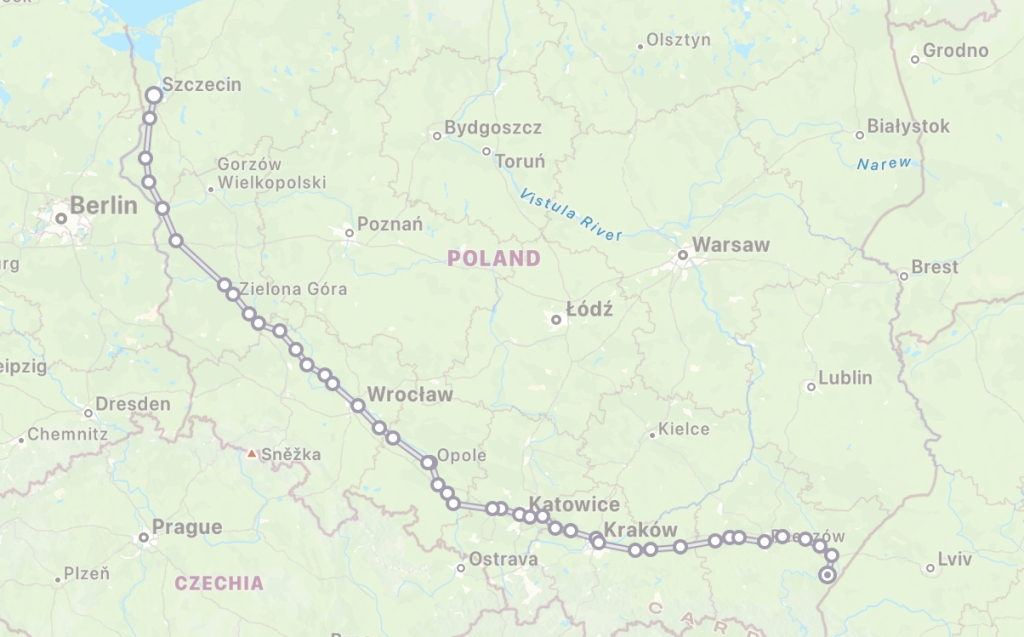 Olsztyn
Grodno
Szczecin
Bydgoszcz
Białystok
Toruń
Narew
Gorzów
Wielkopolski
Berlin
Vistula River
Poznań
Warsaw
POLAND
Brest
Zielona Góra
Łódź
Lublin
Wrocław
Dresden
Chemnitz
Kielce
Sněžka
Opole
Katowice
Prague
Kraków
Ostrava
Lviv
Plzeň
CZECHIA